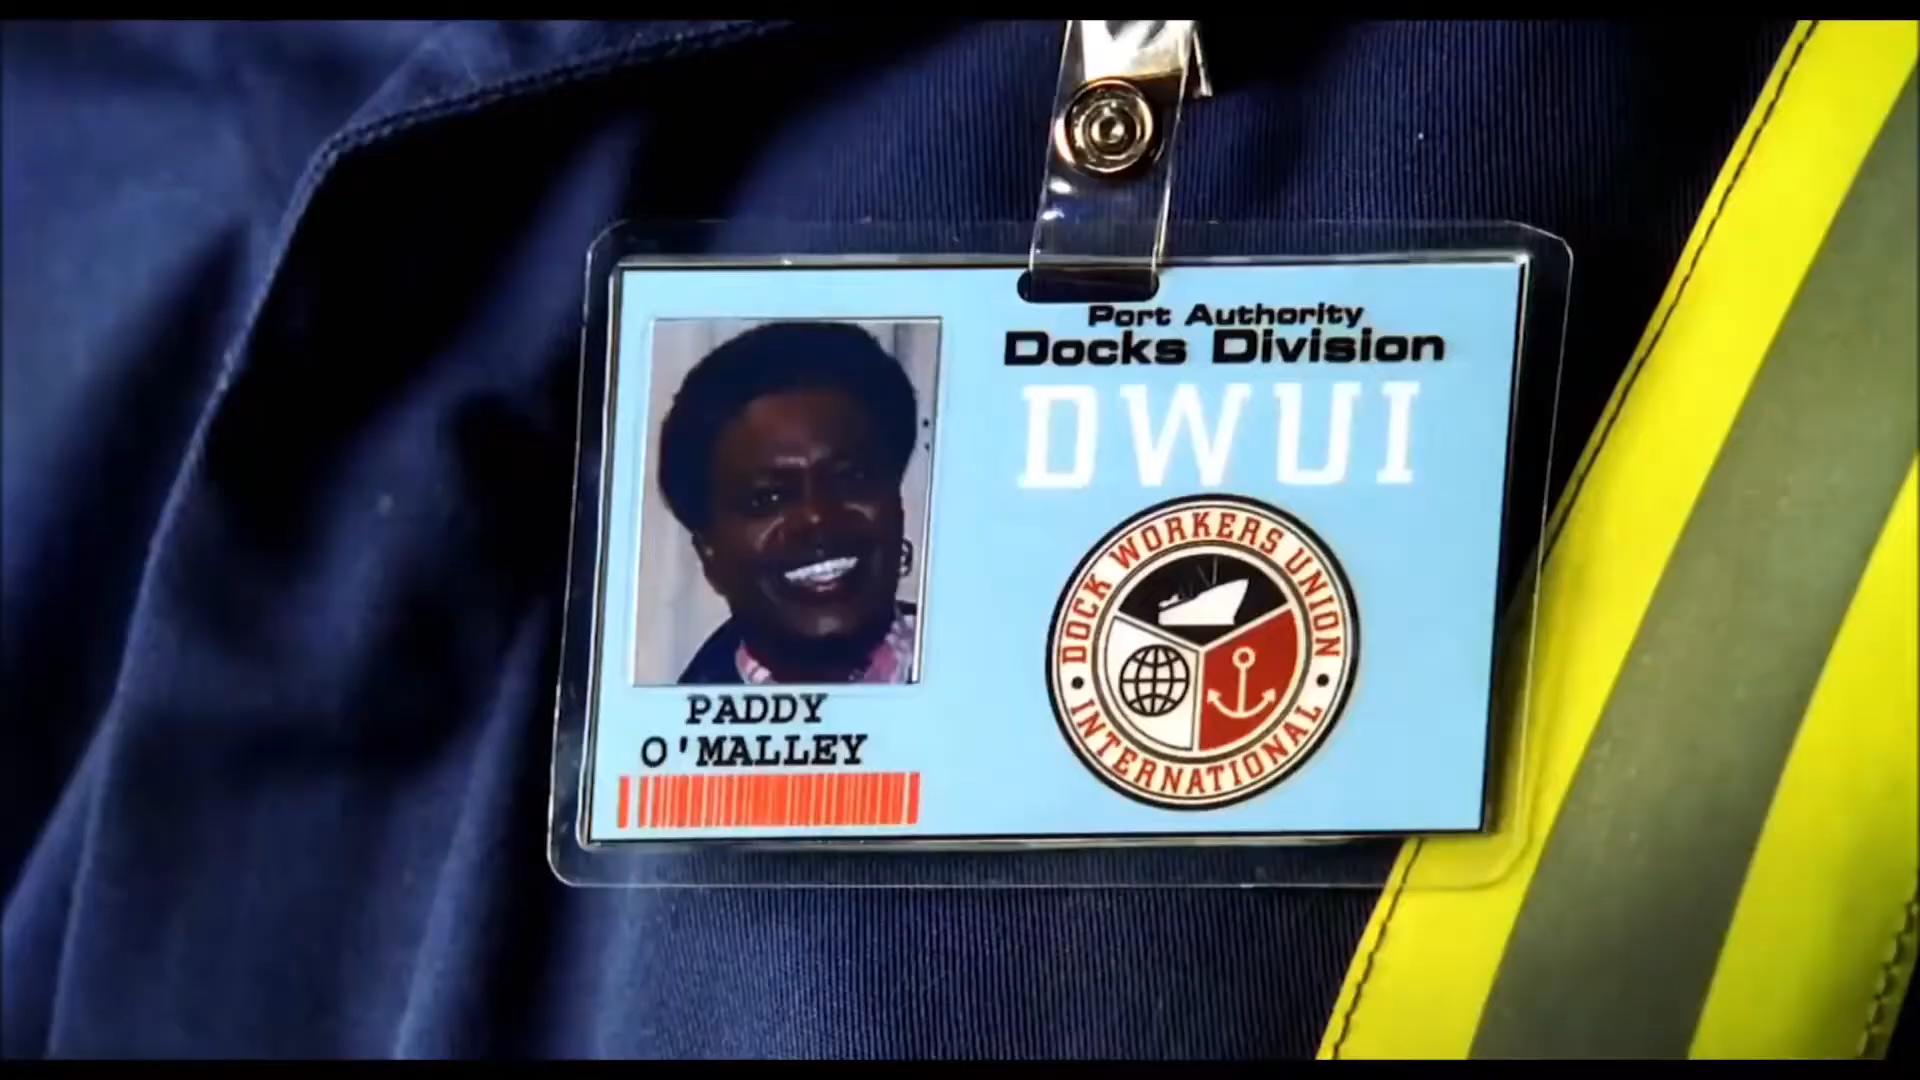 Port Authority
Docks Division
DWUI
DOCK WORKERS UNION
INTERNATIONAL
PADDY
O'MALLEY